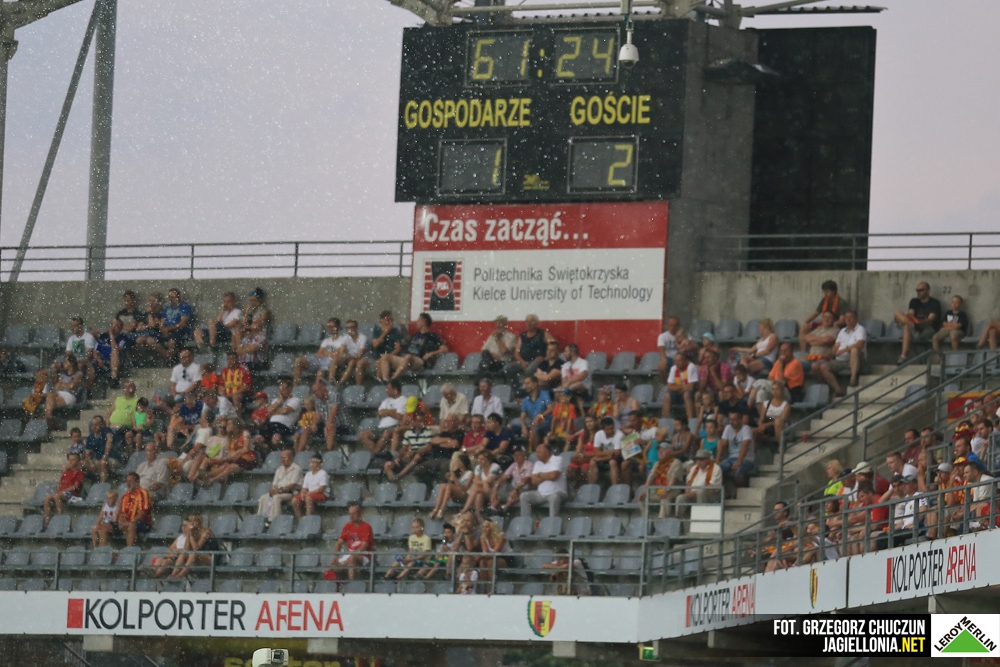 61:24
GOSPODARZE GOŚCIE
1 2
Czas zacząć...
Politechnika Świętokrzyska
Kielce University of Technology
KOLPORTER ARENA
KOLPORTER ARENA
KOLPORTER ARENA
FOT. GRZEGORZ CHUCZUN
JAGIELLONIA.NET
LEROY MERLIN